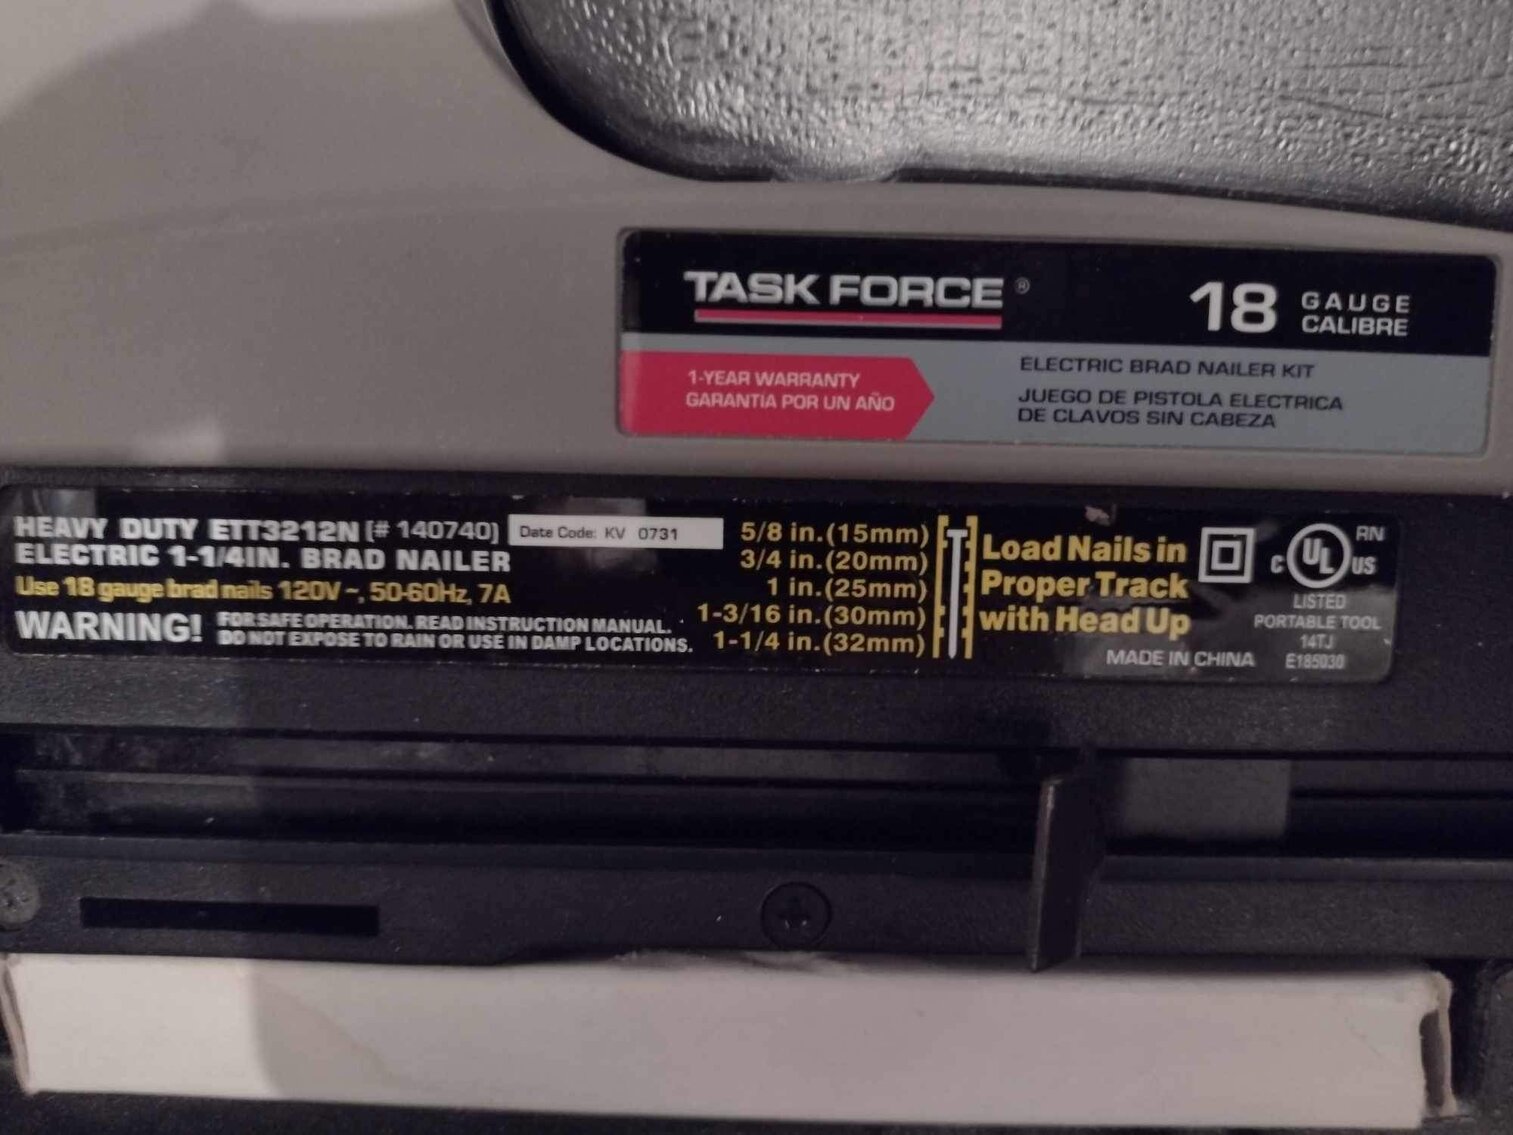 TASK FORCE®
18 GAUGE
CALIBRE
1-YEAR WARRANTY
GARANTIA POR UN AÑO
ELECTRIC BRAD NAILER KIT
JUEGO DE PISTOLA ELECTRICA
DE CLAVOS SIN CABEZA
HEAVY DUTY ETT3212N [# 140740]
Date Code: KV 0731
ELECTRIC 1-1/4IN. BRAD NAILER
Use 18 gauge brad nails 120V~, 50-60Hz, 7A
WARNING! FOR SAFE OPERATION. READ INSTRUCTION MANUAL.
DO NOT EXPOSE TO RAIN OR USE IN DAMP LOCATIONS.
5/8 in.(15mm)
3/4 in.(20mm)
1 in.(25mm)
1-3/16 in.(30mm)
1-1/4 in.(32mm)
Load Nails in
Proper Track
with Head Up
MADE IN CHINA
RN
C UL US
LISTED
PORTABLE TOOL
14TJ
E185030